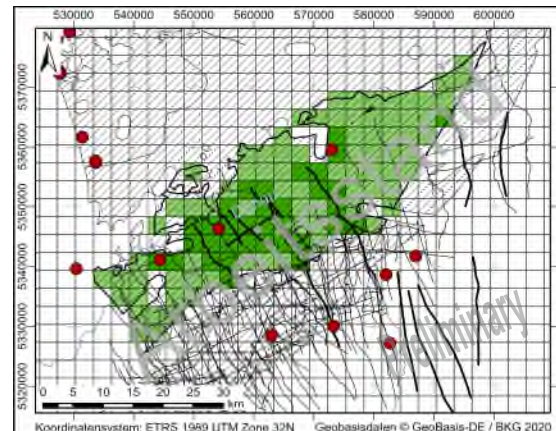 530000 540000 550000 560000 570000 580000 590000 600000
N
5370000
5360000
5350000
5340000
5330000
5320000
Arbeitsstand
Preliminary
0 5 10 15 20 25 30
km
Koordinatensystem: ETRS 1989 UTM Zone 32N Geobasisdaten © GeoBasis-DE / BKG 2020